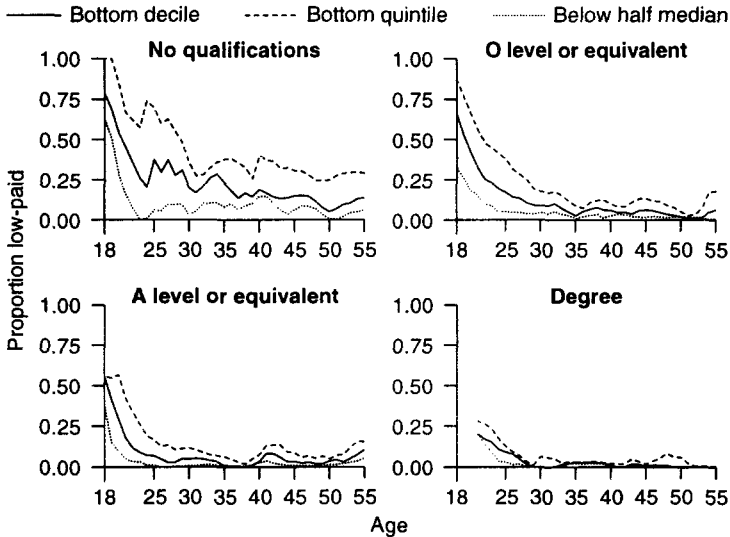 Bottom decile Bottom quintile Below half median
No qualifications O level or equivalent
1.00 1.00
0.75 0.75
0.50 0.50
0.25 0.25
0.00 0.00
18 25 30 35 40 45 50 55 18 25 30 35 40 45 50 55
Proportion low-paid
A level or equivalent Degree
1.00 1.00
0.75 0.75
0.50 0.50
0.25 0.25
0.00 0.00
18 25 30 35 40 45 50 55 18 25 30 35 40 45 50 55
Age